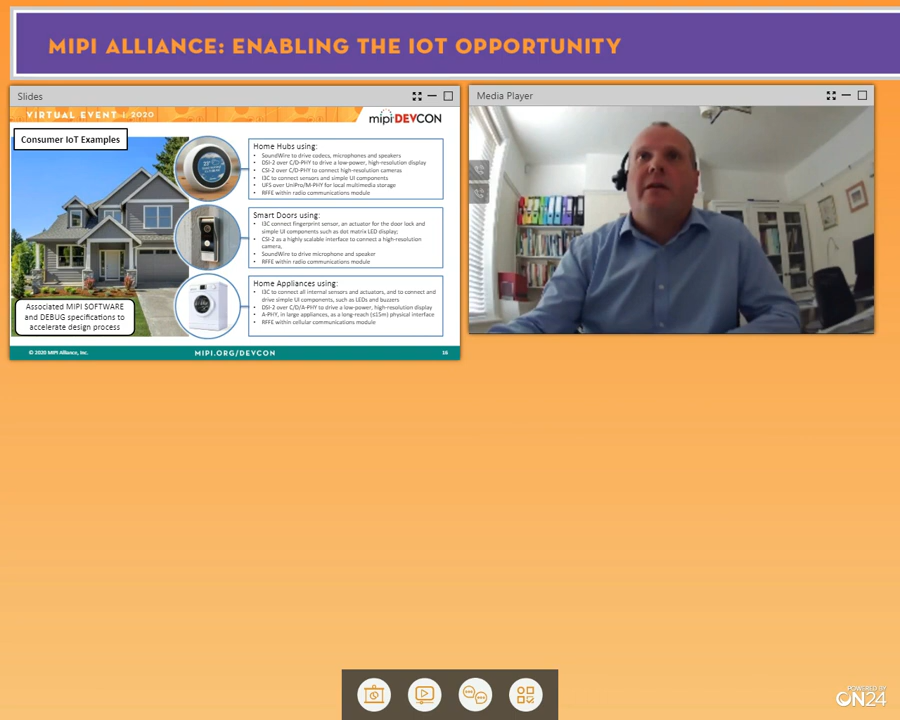 MIPI ALLIANCE: ENABLING THE IOT OPPORTUNITY
Slides
VIRTUAL EVENT | 2020
mipi DEVCON
Consumer IoT Examples
Home Hubs using:
• SoundWire to drive codecs, microphones and speakers
• DSI-2 over C/D-PHY to drive a low-power, high-resolution display
• CSI-2 over C/D-PHY to connect high-resolution cameras
• I3C to connect sensors and simple UI components
• UFS over UniPro/M-PHY for local multimedia storage
• RFFE within radio communications module
Smart Doors using:
• I3C connect fingerprint sensor, an actuator for the door lock and
simple UI components such as dot matrix LED display;
• CSI-2 as a highly scalable interface to connect a high-resolution
camera,
• SoundWire to drive microphone and speaker
• RFFE within radio communications module
Home Appliances using:
• I3C to connect all internal sensors and actuators, and to connect and
drive simple UI components, such as LEDs and buzzers
• DSI-2 over C/D/A-PHY to drive a low-power, high-resolution display
• A-PHY, in large appliances, as a long-reach (≤15m) physical interface
• RFFE within cellular communications module
Associated MIPI SOFTWARE
and DEBUG specifications to
accelerate design process
© 2020 MIPI Alliance, Inc.
MIPI.ORG/DEVCON
16
Media Player
POWERED BY
ON24